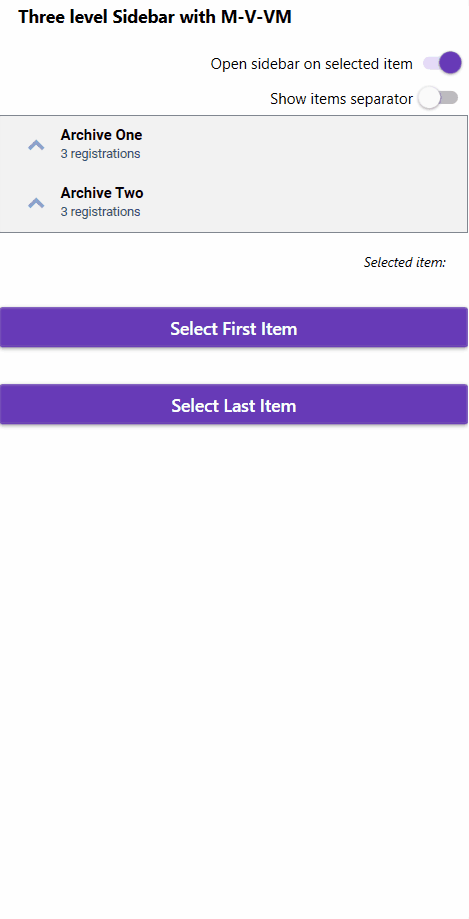 Three level Sidebar with M-V-VM
Open sidebar on selected item
Show items separator
Archive One
3 registrations
Archive Two
3 registrations
Selected item:
Select First Item
Select Last Item